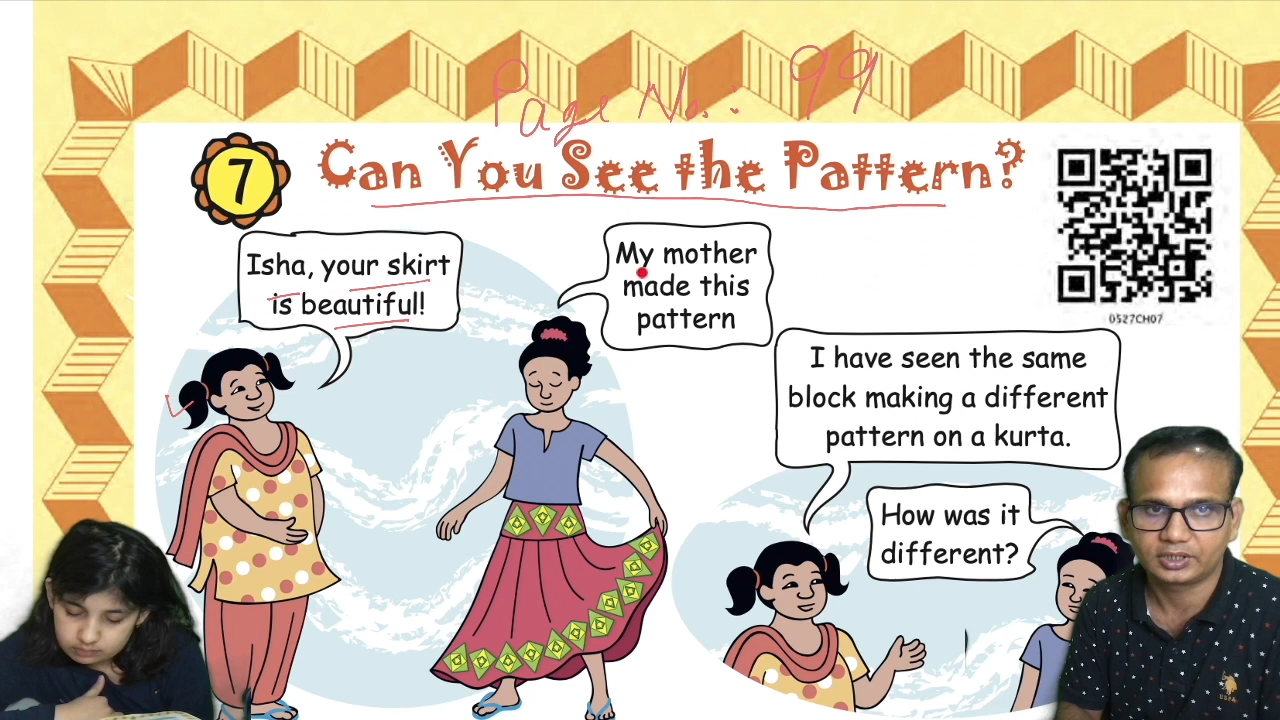 Page No.: 99
7
Can You See the Pattern?
0527CH07
Isha, your skirt
is beautiful!
My mother
made this
pattern
I have seen the same
block making a different
pattern on a kurta.
How was it
different?